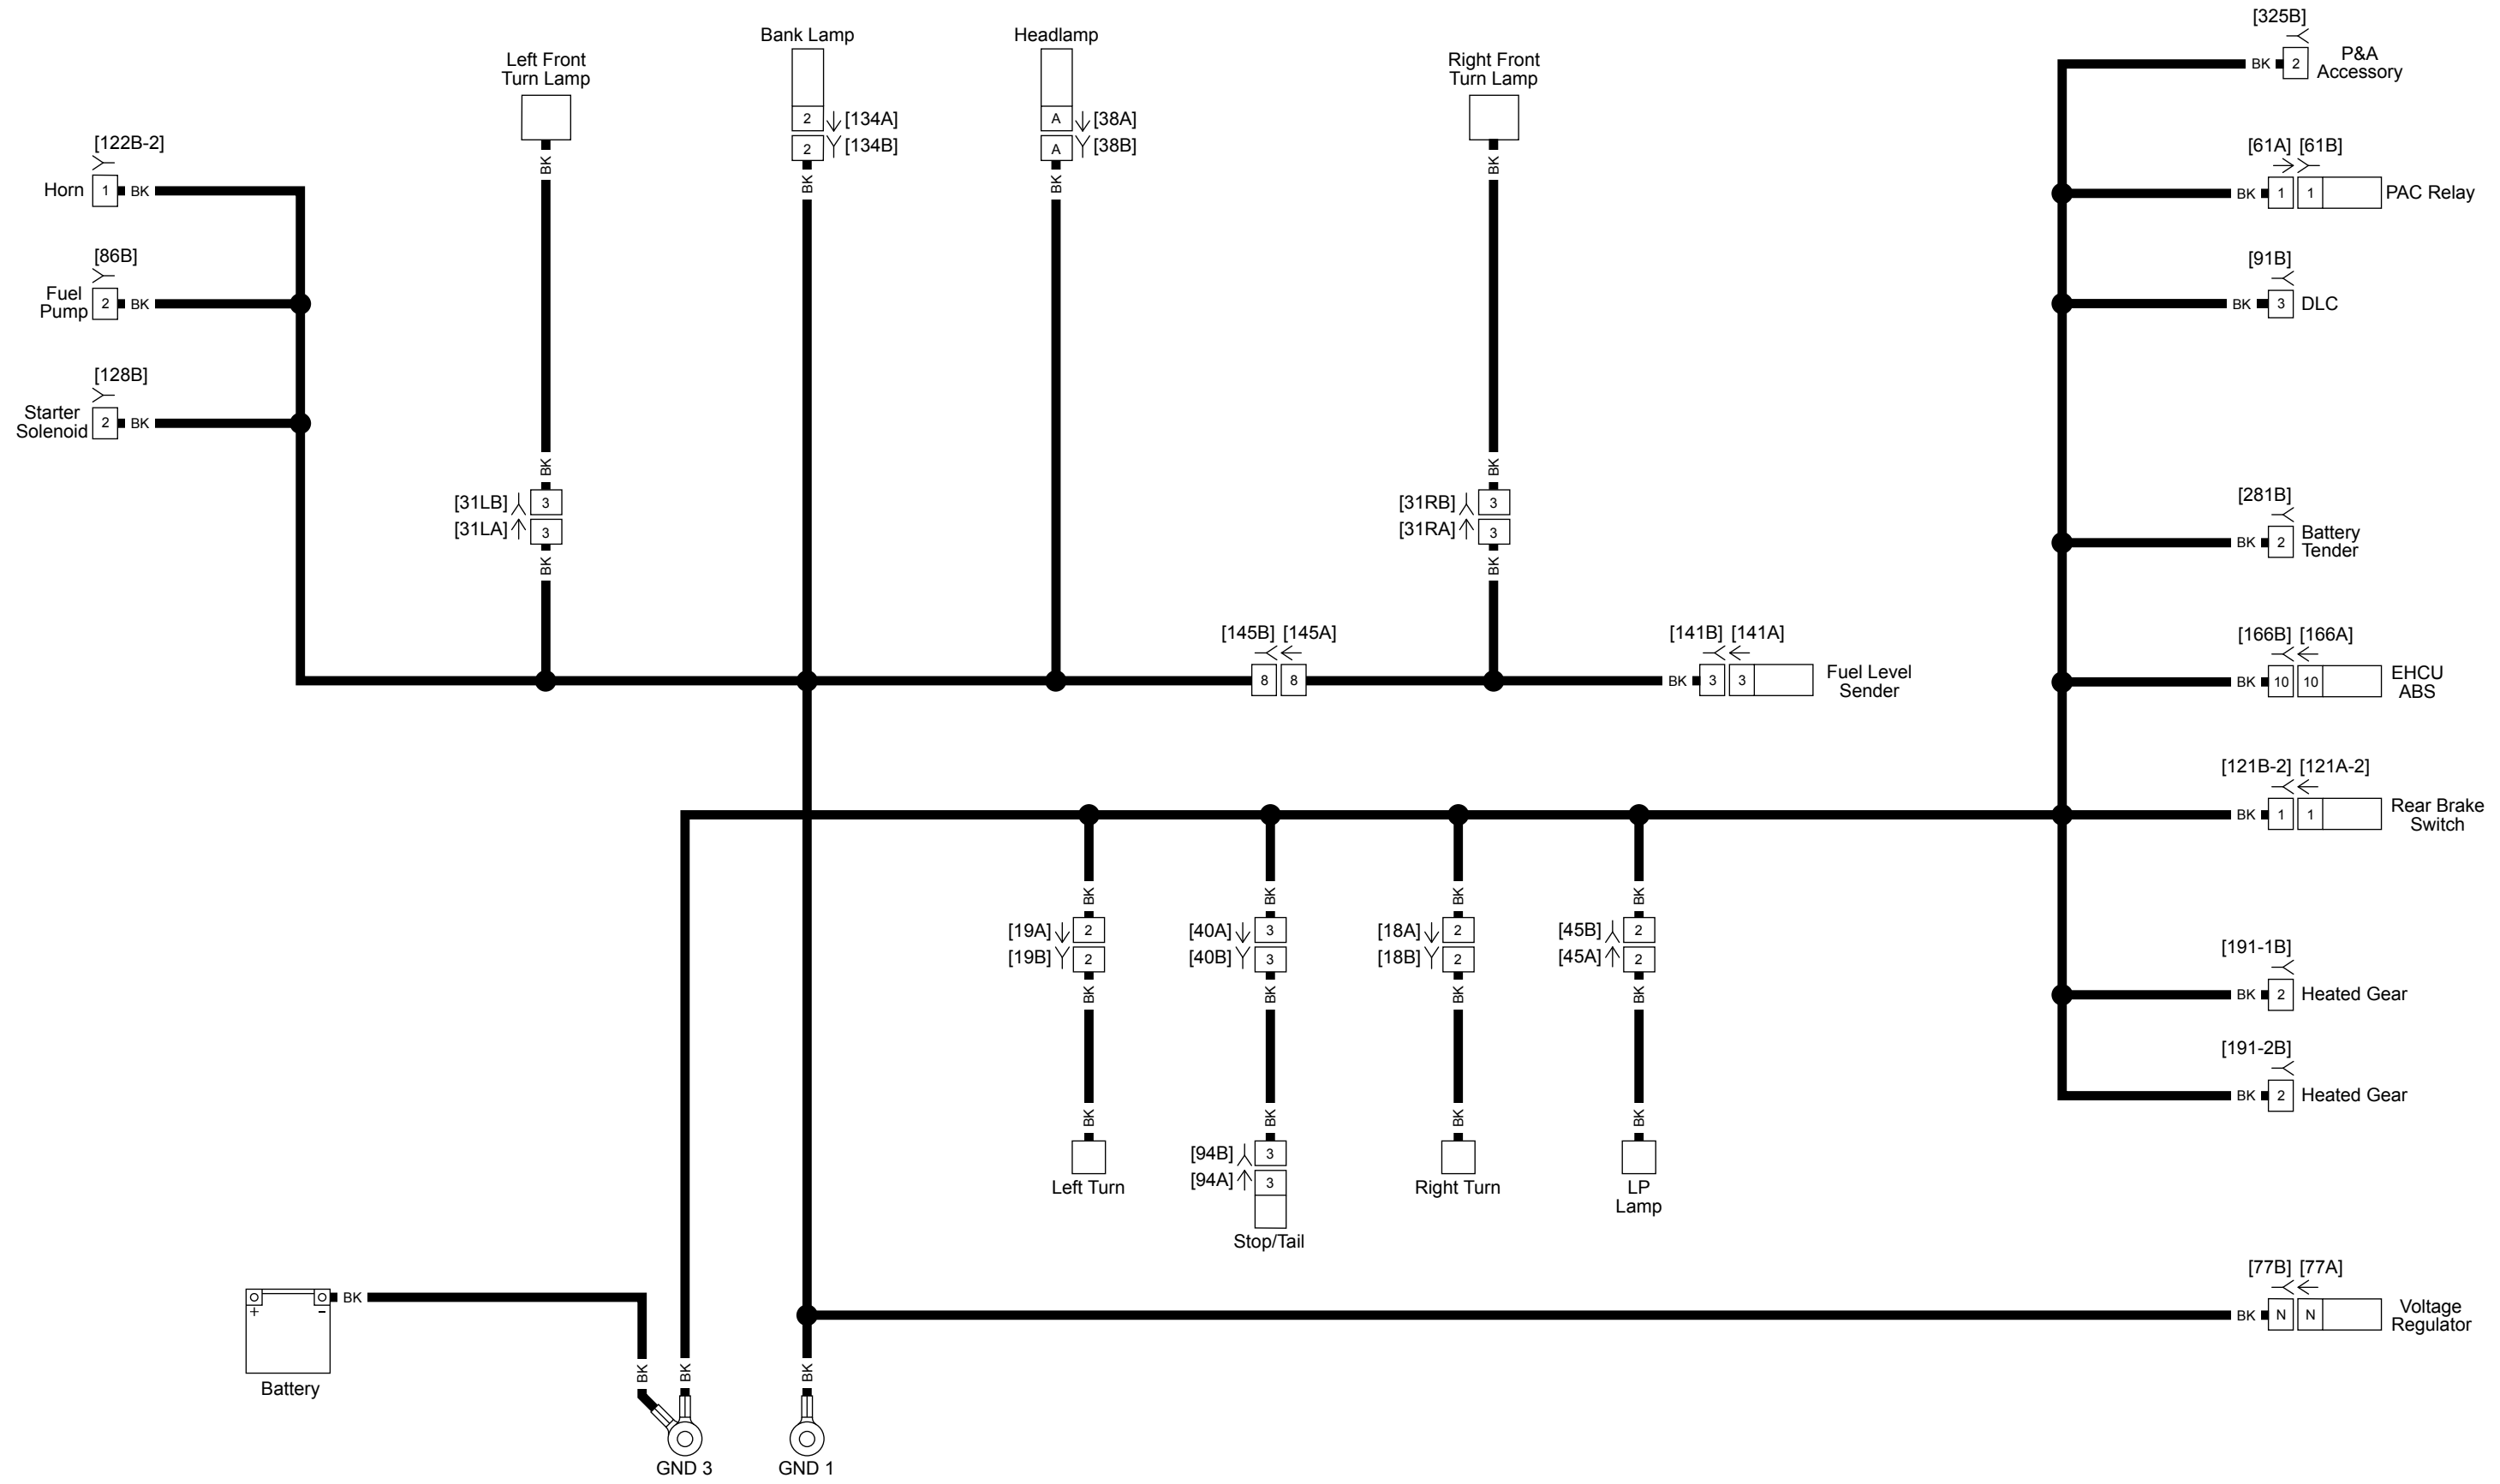 [325B]
BK 2 P&A
Accessory
Bank Lamp
Headlamp
Left Front
Turn Lamp
Right Front
Turn Lamp
2 [134A]
2 [134B]
BK
A [38A]
A [38B]
BK
BK
BK
[122B-2]
Horn 1 BK
[61A] [61B]
BK 1 1 PAC Relay
[86B]
Fuel
Pump 2 BK
[91B]
BK 3 DLC
[128B]
Starter
Solenoid 2 BK
BK
[31LB] 3
[31LA] 3
BK
BK
[31RB] 3
[31RA] 3
BK
[281B]
BK 2 Battery
Tender
[145B] [145A]
8 8
[141B] [141A]
BK 3 3 Fuel Level
Sender
[166B] [166A]
BK 10 10 EHCU
ABS
[121B-2] [121A-2]
BK 1 1 Rear Brake
Switch
BK BK BK BK
[19A] 2 [40A] 3 [18A] 2 [45B] 2
[19B] 2 [40B] 3 [18B] 2 [45A] 2
BK BK BK BK
[191-1B]
BK 2 Heated Gear
[191-2B]
BK 2 Heated Gear
BK BK BK BK
[94B] 3
[94A] 3
Left Turn
Right Turn
LP
Lamp
Stop/Tail
[77B] [77A]
BK N N Voltage
Regulator
BK
+ −
Battery
BK BK BK
GND 3 GND 1